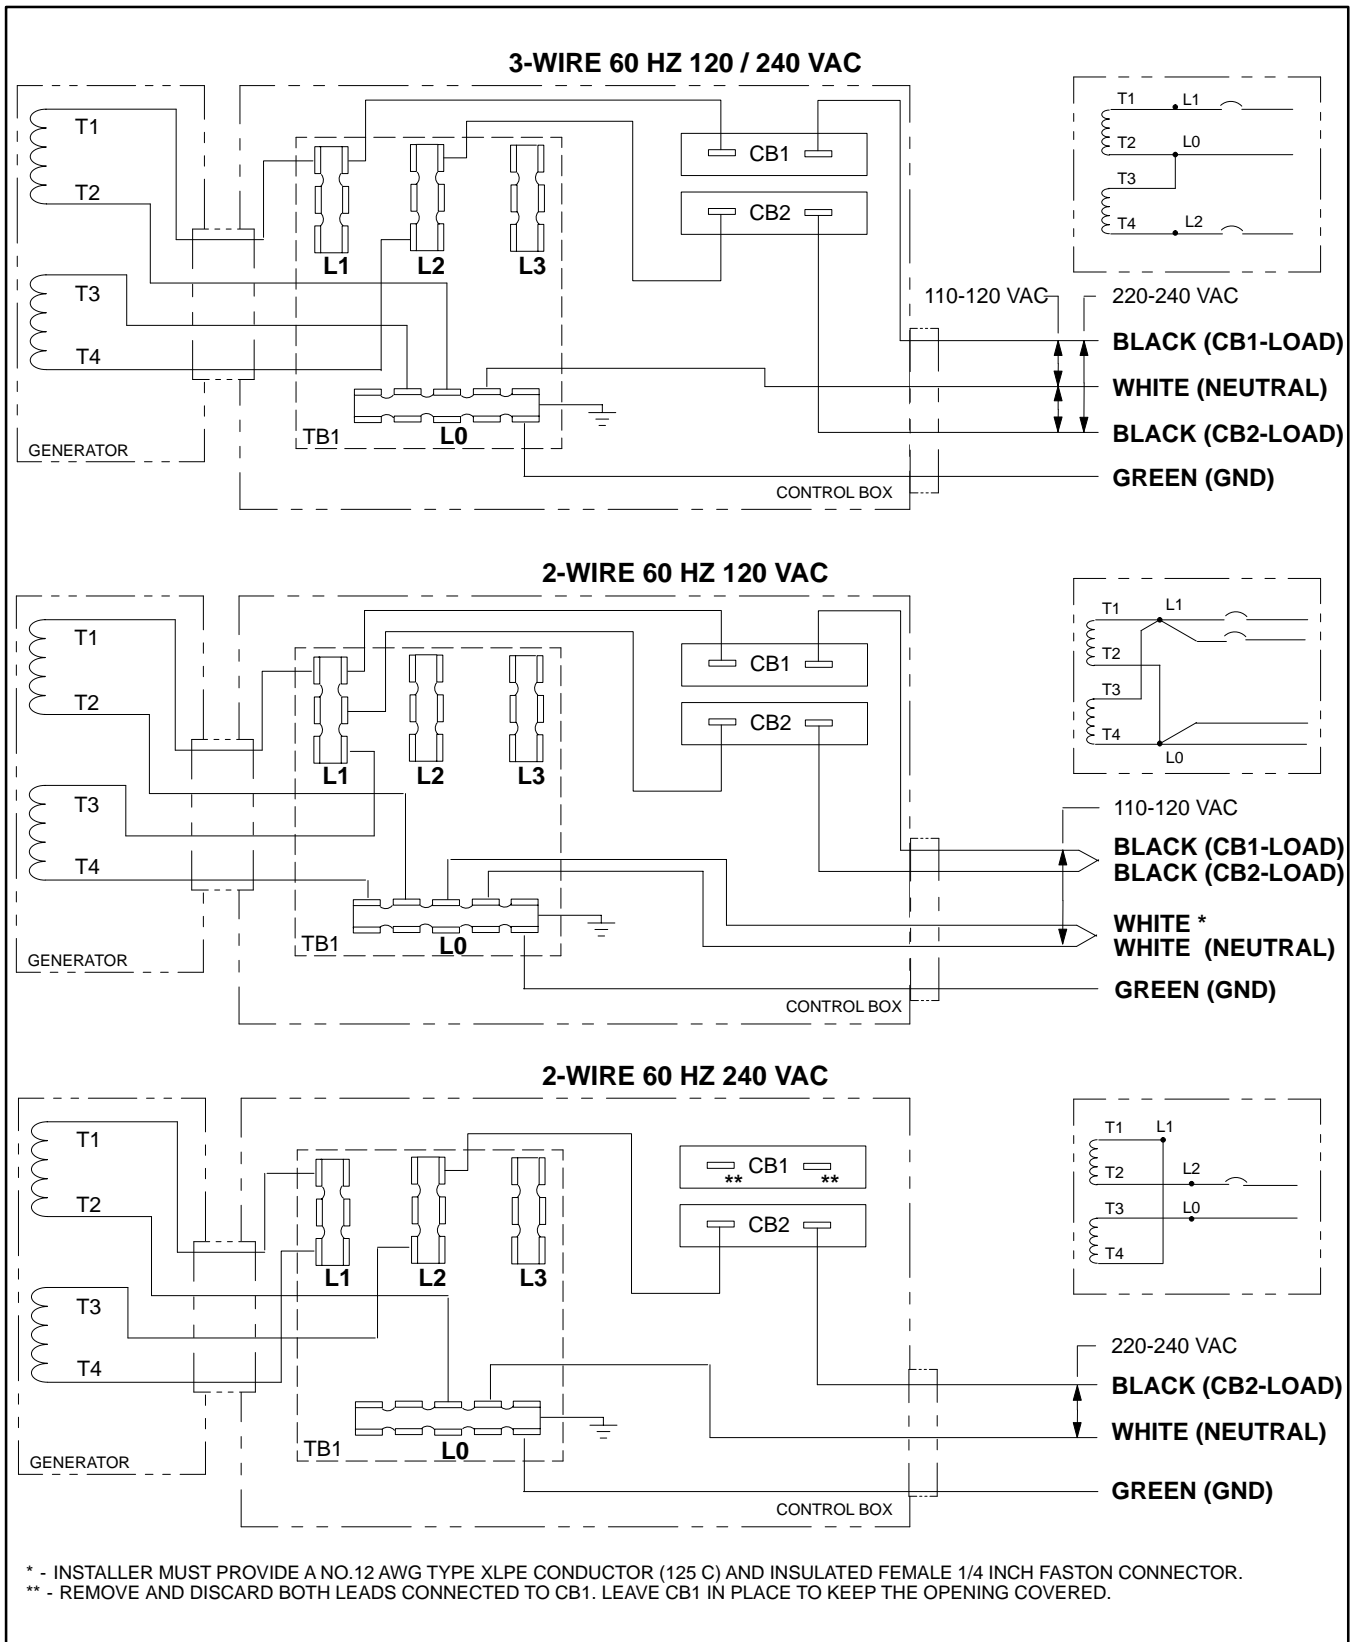 3-WIRE 60 HZ 120 / 240 VAC
T1
T2
T3
T4
GENERATOR
L1
L2
L3
TB1
L0
CB1
CB2
CONTROL BOX
T1
L1
T2
L0
T3
T4
L2
110-120 VAC
220-240 VAC
BLACK (CB1-LOAD)
WHITE (NEUTRAL)
BLACK (CB2-LOAD)
GREEN (GND)
2-WIRE 60 HZ 120 VAC
T1
T2
T3
T4
GENERATOR
L1
L2
L3
TB1
L0
CB1
CB2
CONTROL BOX
T1
L1
T2
T3
T4
L0
110-120 VAC
BLACK (CB1-LOAD)
BLACK (CB2-LOAD)
WHITE *
WHITE (NEUTRAL)
GREEN (GND)
2-WIRE 60 HZ 240 VAC
T1
T2
T3
T4
GENERATOR
L1
L2
L3
TB1
L0
CB1
** **
CB2
CONTROL BOX
T1
L1
T2
L2
T3
L0
T4
220-240 VAC
BLACK (CB2-LOAD)
WHITE (NEUTRAL)
GREEN (GND)
* - INSTALLER MUST PROVIDE A NO.12 AWG TYPE XLPE CONDUCTOR (125 C) AND INSULATED FEMALE 1/4 INCH FASTON CONNECTOR.
** - REMOVE AND DISCARD BOTH LEADS CONNECTED TO CB1. LEAVE CB1 IN PLACE TO KEEP THE OPENING COVERED.